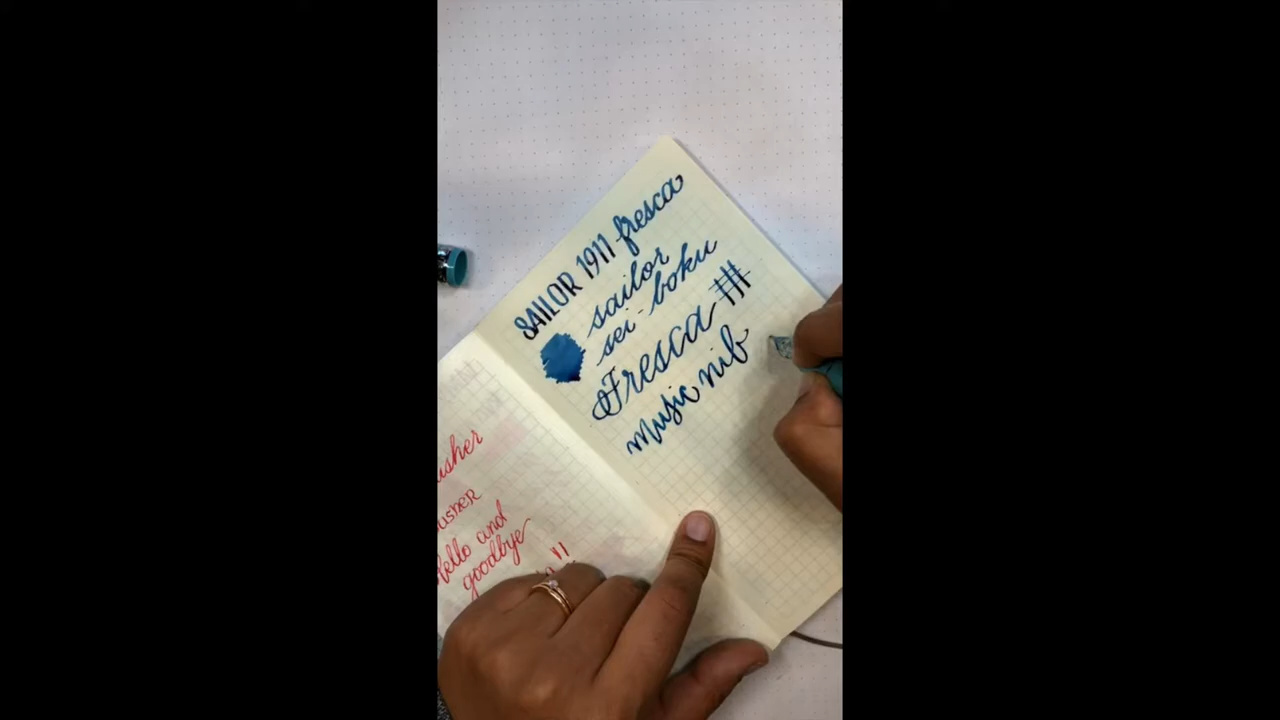 SAILOR 1911 fresca
sailor
sei-boku
Fresca
music nib
usher
usher
hello and
goodbye